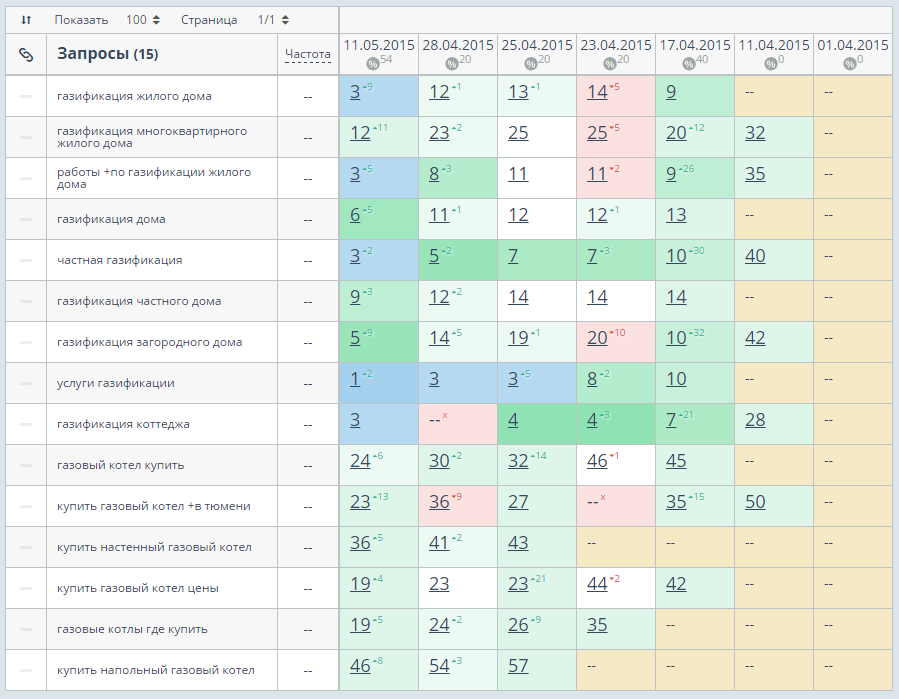 Показать 100 Страница 1/1
Запросы (15) Частота 11.05.2015 28.04.2015 25.04.2015 23.04.2015 17.04.2015 11.04.2015 01.04.2015
% 54 % 20 % 20 % 20 % 40 % 0 % 0
газификация жилого дома -- 3 9 12 1 13 1 14 5 9 -- --
газификация многоквартирного
жилого дома -- 12 11 23 2 25 25 5 20 12 32 --
работы +по газификации жилого
дома -- 3 5 8 3 11 11 2 9 26 35 --
газификация дома -- 6 5 11 1 12 12 1 13 -- --
частная газификация -- 3 2 5 2 7 7 3 10 30 40 --
газификация частного дома -- 9 3 12 2 14 14 14 -- --
газификация загородного дома -- 5 9 14 5 19 1 20 10 10 32 42 --
услуги газификации -- 1 2 3 3 5 8 2 10 -- --
газификация коттеджа -- 3 -- x 4 4 3 7 21 28 --
газовый котел купить -- 24 6 30 2 32 14 46 1 45 -- --
купить газовый котел +в тюмени -- 23 13 36 9 27 -- x 35 15 50 --
купить настенный газовый котел -- 36 5 41 2 43 -- -- -- --
купить газовый котел цены -- 19 4 23 23 21 44 2 42 -- --
газовые котлы где купить -- 19 5 24 2 26 9 35 -- -- --
купить напольный газовый котел -- 46 8 54 3 57 -- -- -- --